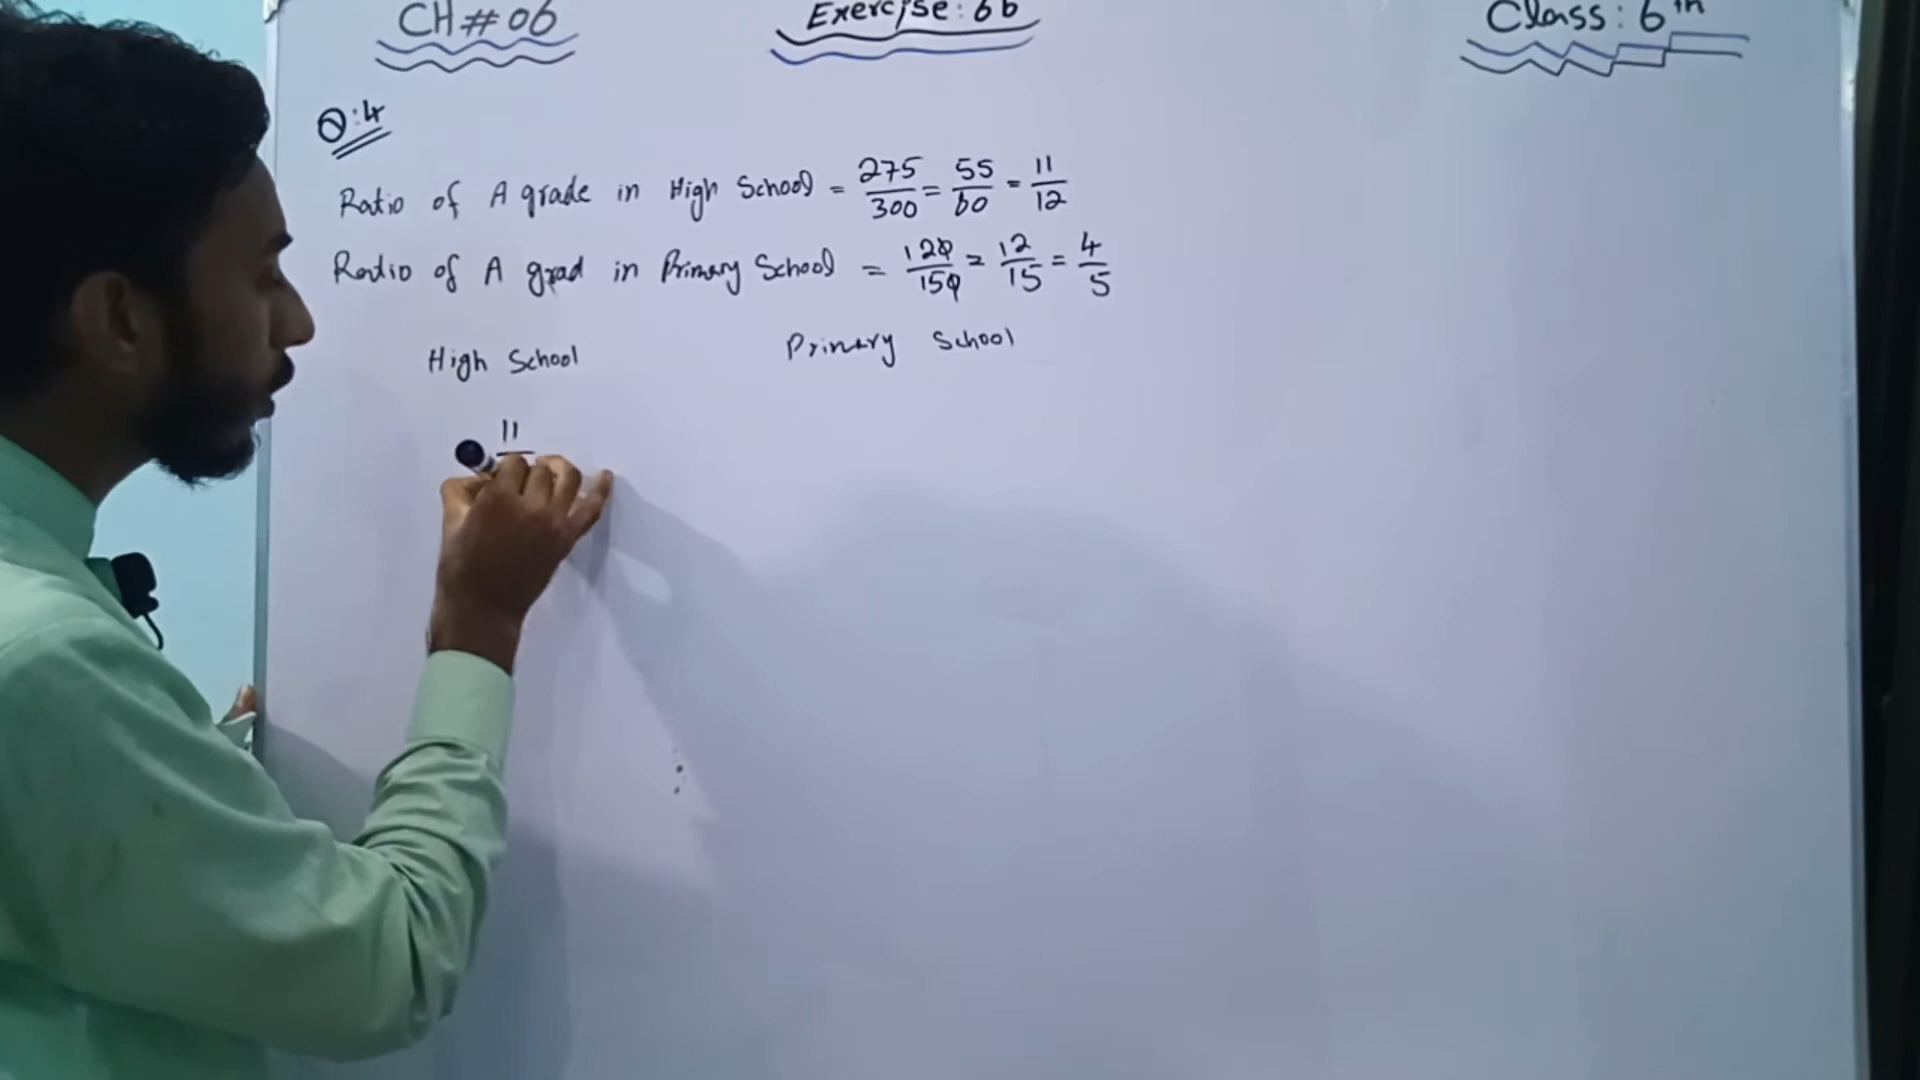 CH # 06 Exercise: 6b Class: 6th
Q:4
Ratio of A grade in High School = 275/300 = 55/60 = 11/12
Ratio of A grad in Primary School = 120/150 = 12/15 = 4/5
High School Primary School
11